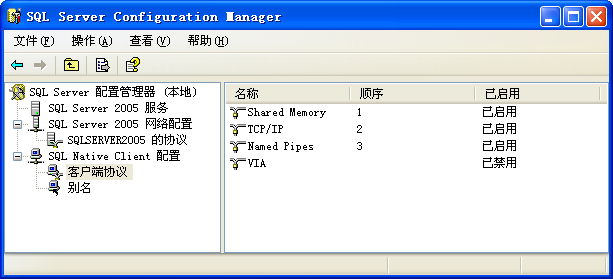 SQL Server Configuration Manager
文件(F) 操作(A) 查看(V) 帮助(H)
SQL Server 配置管理器 (本地)
SQL Server 2005 服务
SQL Server 2005 网络配置
SQLSERVER2005 的协议
SQL Native Client 配置
客户端协议
别名
名称 顺序 已启用
Shared Memory 1 已启用
TCP/IP 2 已启用
Named Pipes 3 已启用
VIA 已禁用